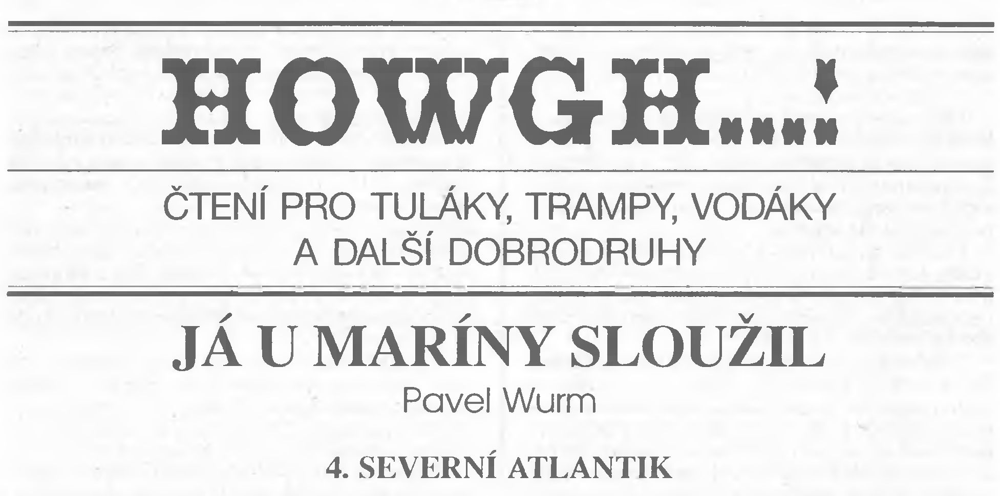 HOWGH....!
ČTENÍ PRO TULÁKY, TRAMPY, VODÁKY
A DALŠÍ DOBRODRUHY
JÁ U MARÍNY SLOUŽIL
Pavel Wurm
4. SEVERNÍ ATLANTIK